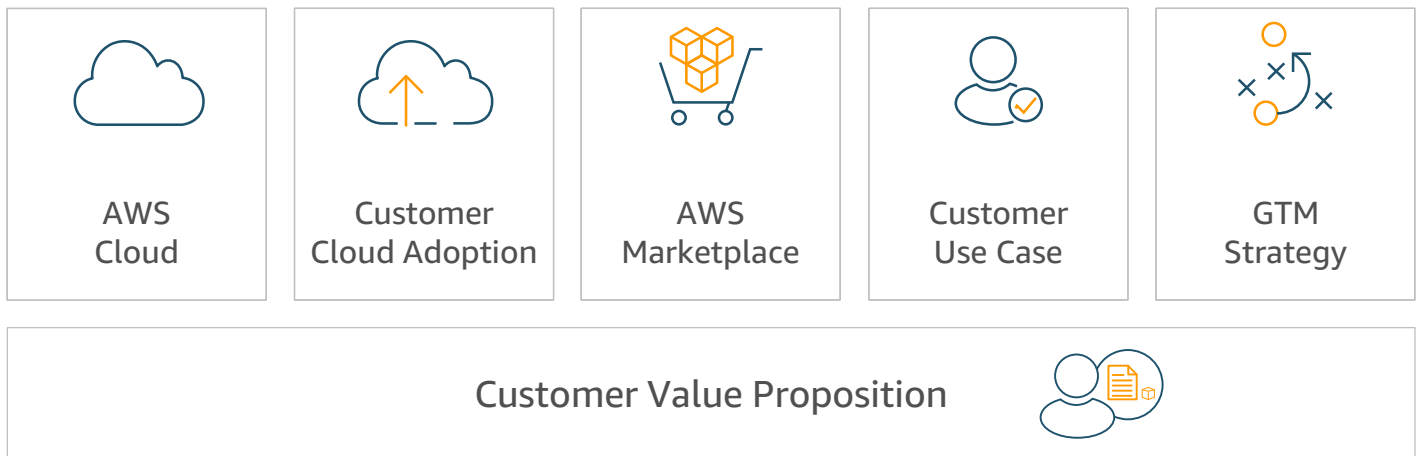 AWS
Cloud
Customer
Cloud Adoption
AWS
Marketplace
Customer
Use Case
GTM
Strategy
Customer Value Proposition